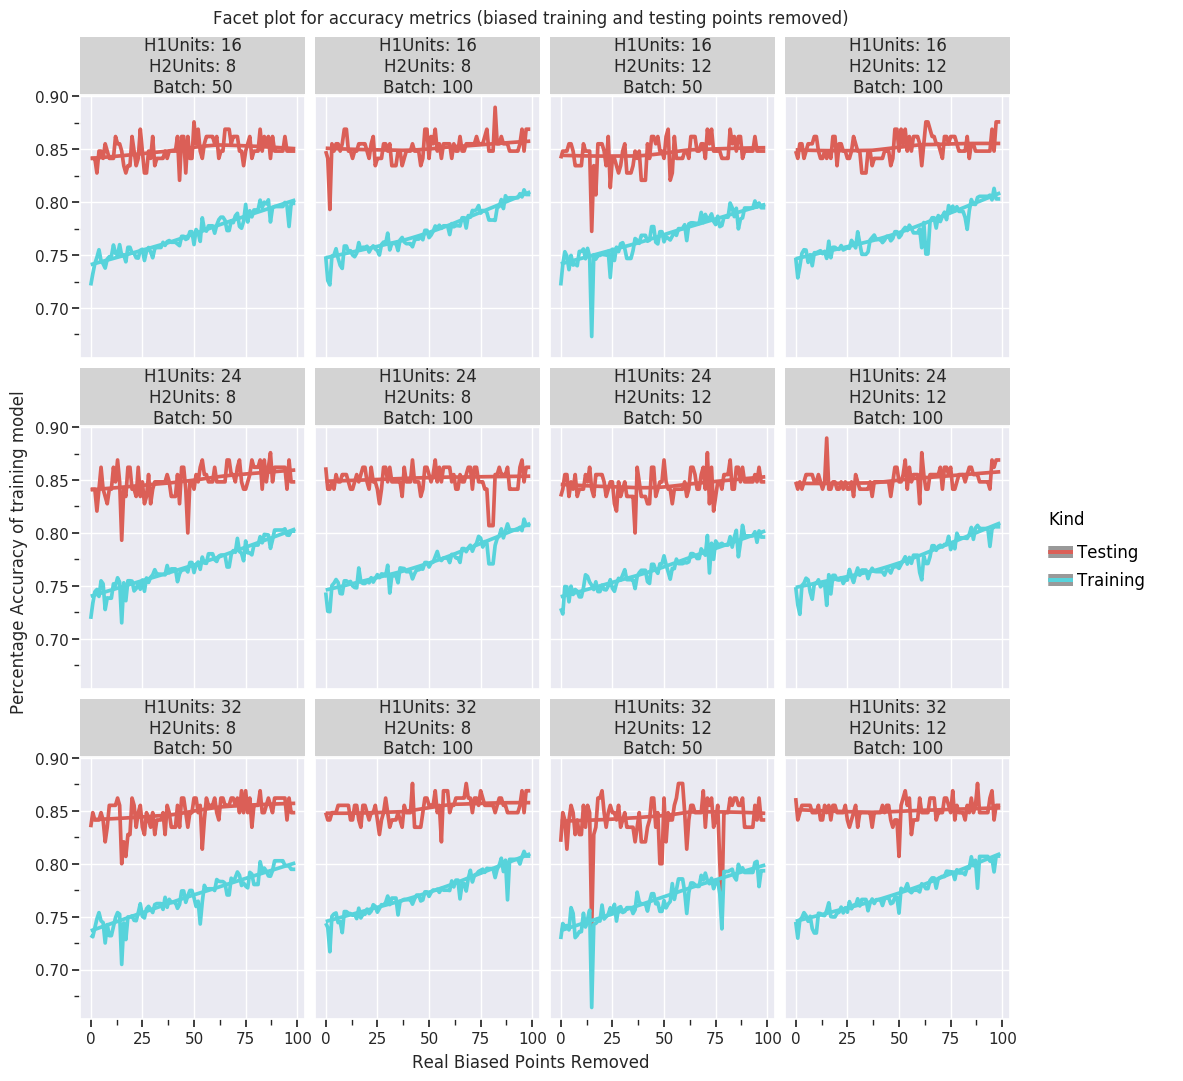 Facet plot for accuracy metrics (biased training and testing points removed)
H1Units: 16
H2Units: 8
Batch: 50
H1Units: 16
H2Units: 8
Batch: 100
H1Units: 16
H2Units: 12
Batch: 50
H1Units: 16
H2Units: 12
Batch: 100
0.90
0.85
0.80
0.75
0.70
H1Units: 24
H2Units: 8
Batch: 50
H1Units: 24
H2Units: 8
Batch: 100
H1Units: 24
H2Units: 12
Batch: 50
H1Units: 24
H2Units: 12
Batch: 100
0.90
0.85
0.80
0.75
0.70
H1Units: 32
H2Units: 8
Batch: 50
H1Units: 32
H2Units: 8
Batch: 100
H1Units: 32
H2Units: 12
Batch: 50
H1Units: 32
H2Units: 12
Batch: 100
0.90
0.85
0.80
0.75
0.70
0 25 50 75 100 0 25 50 75 100 0 25 50 75 100 0 25 50 75 100
Real Biased Points Removed
Percentage Accuracy of training model
Kind
Testing
Training